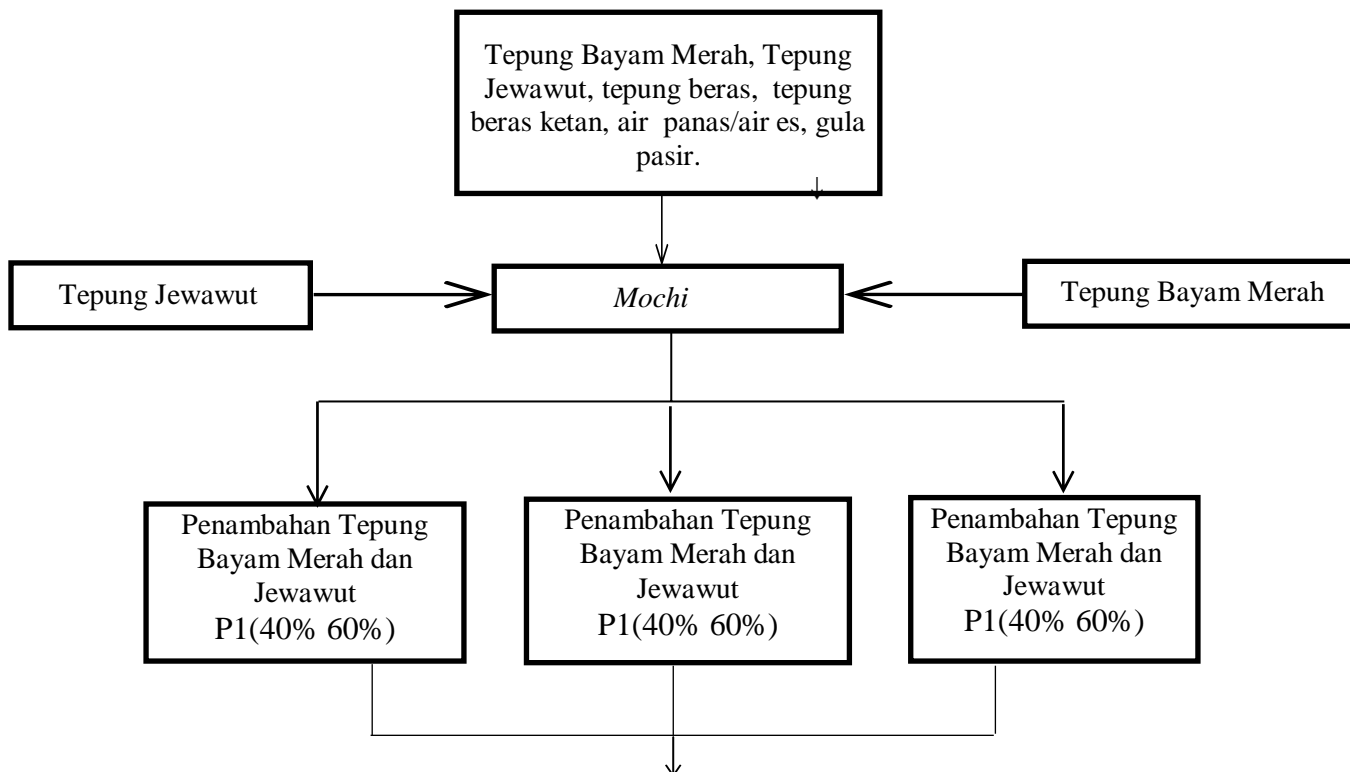 Tepung Bayam Merah, Tepung
Jewawut, tepung beras, tepung
beras ketan, air panas/air es, gula
pasir.
Tepung Jewawut
Mochi
Tepung Bayam Merah
Penambahan Tepung
Bayam Merah dan
Jewawut
P1(40% 60%)
Penambahan Tepung
Bayam Merah dan
Jewawut
P1(40% 60%)
Penambahan Tepung
Bayam Merah dan
Jewawut
P1(40% 60%)